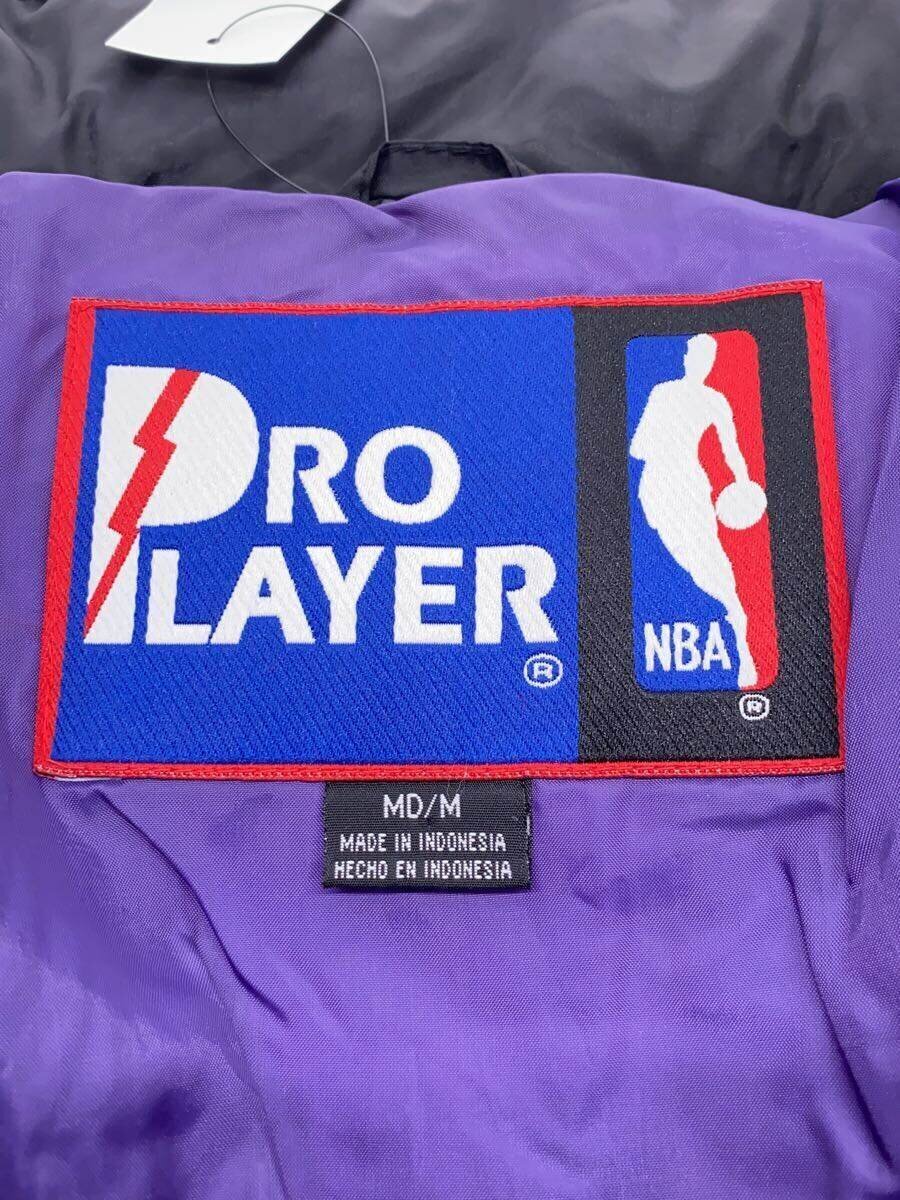 PRO
PLAYER
®
NBA
®
MD/M
MADE IN INDONESIA
HECHO EN INDONESIA